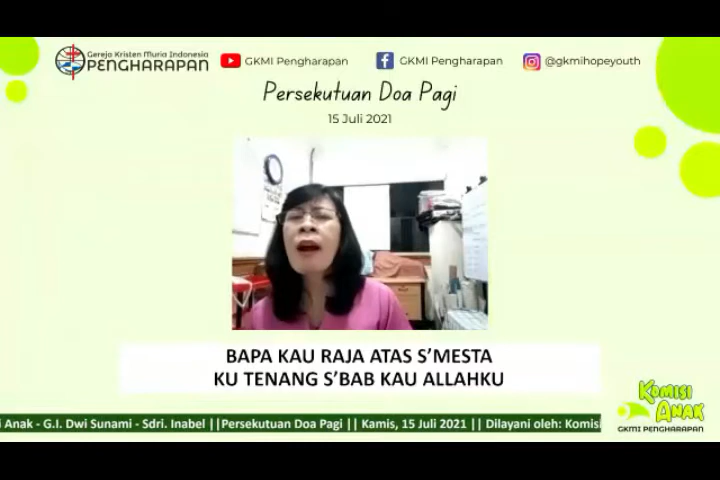 Gereja Kristen Muria Indonesia
PENGHARAPAN
GKMI Pengharapan
GKMI Pengharapan
@gkmihopeyouth
Persekutuan Doa Pagi
15 Juli 2021
BAPA KAU RAJA ATAS S’MESTA
KU TENANG S’BAB KAU ALLAHKU
KOMISI
ANAK
GKMI PENGHARAPAN
i Anak - G.I. Dwi Sunami - Sdri. Inabel ||Persekutuan Doa Pagi || Kamis, 15 Juli 2021 || Dilayani oleh: Komisi